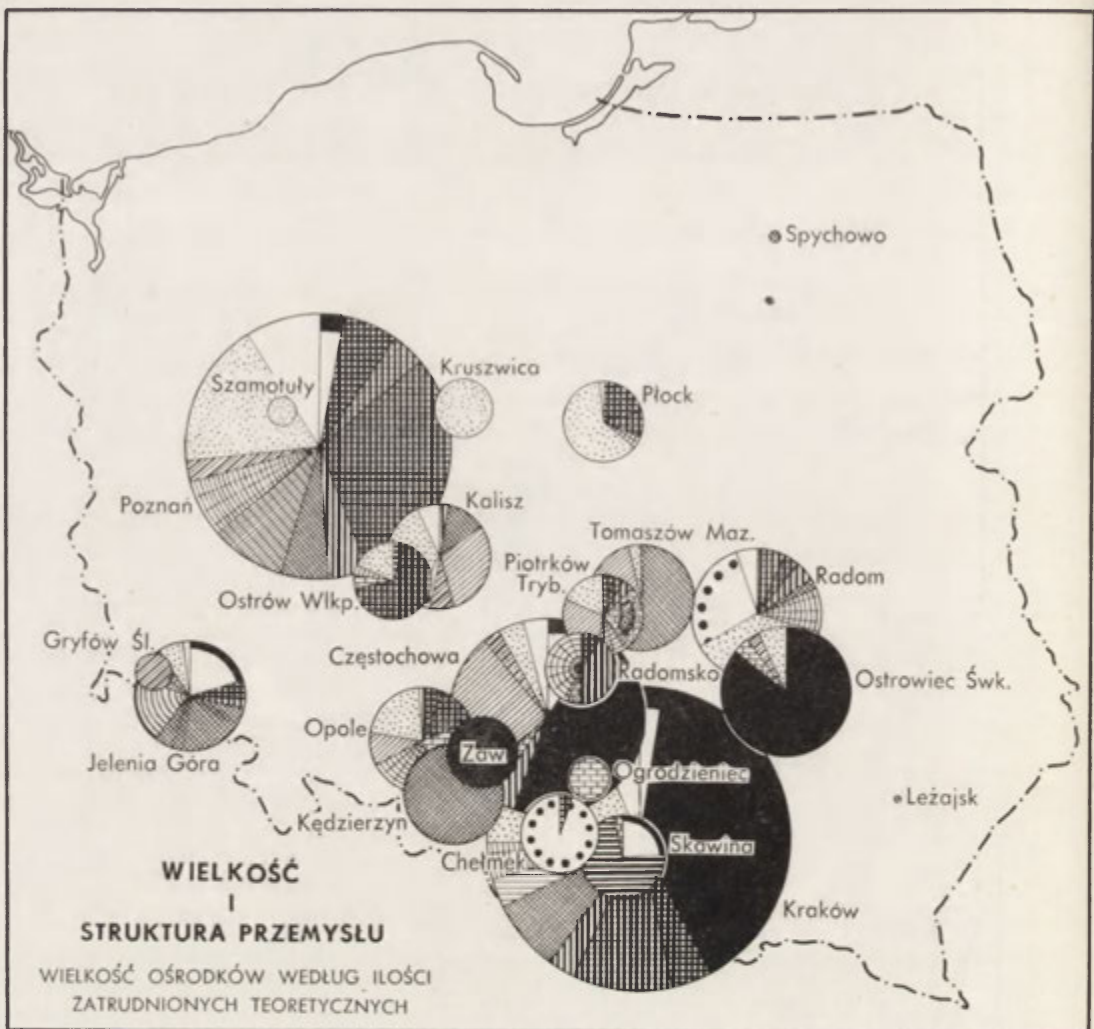 Spychowo
Kruszwica
Szamotuły
Płock
Poznań
Kalisz
Tomaszów Maz.
Piotrków
Tryb.
Radom
Ostrów Wlkp.
Gryfów Śl.
Częstochowa
Radomsko
Ostrowiec Śwk.
Opole
Zaw
Jelenia Góra
Ogrodzieniec
Leżajsk
Kędzierzyn
Chełmek
Skawina
Kraków
WIELKOŚĆ
I
STRUKTURA PRZEMYSŁU
WIELKOŚĆ OŚRODKÓW WEDŁUG ILOŚCI
ZATRUDNIONYCH TEORETYCZNYCH